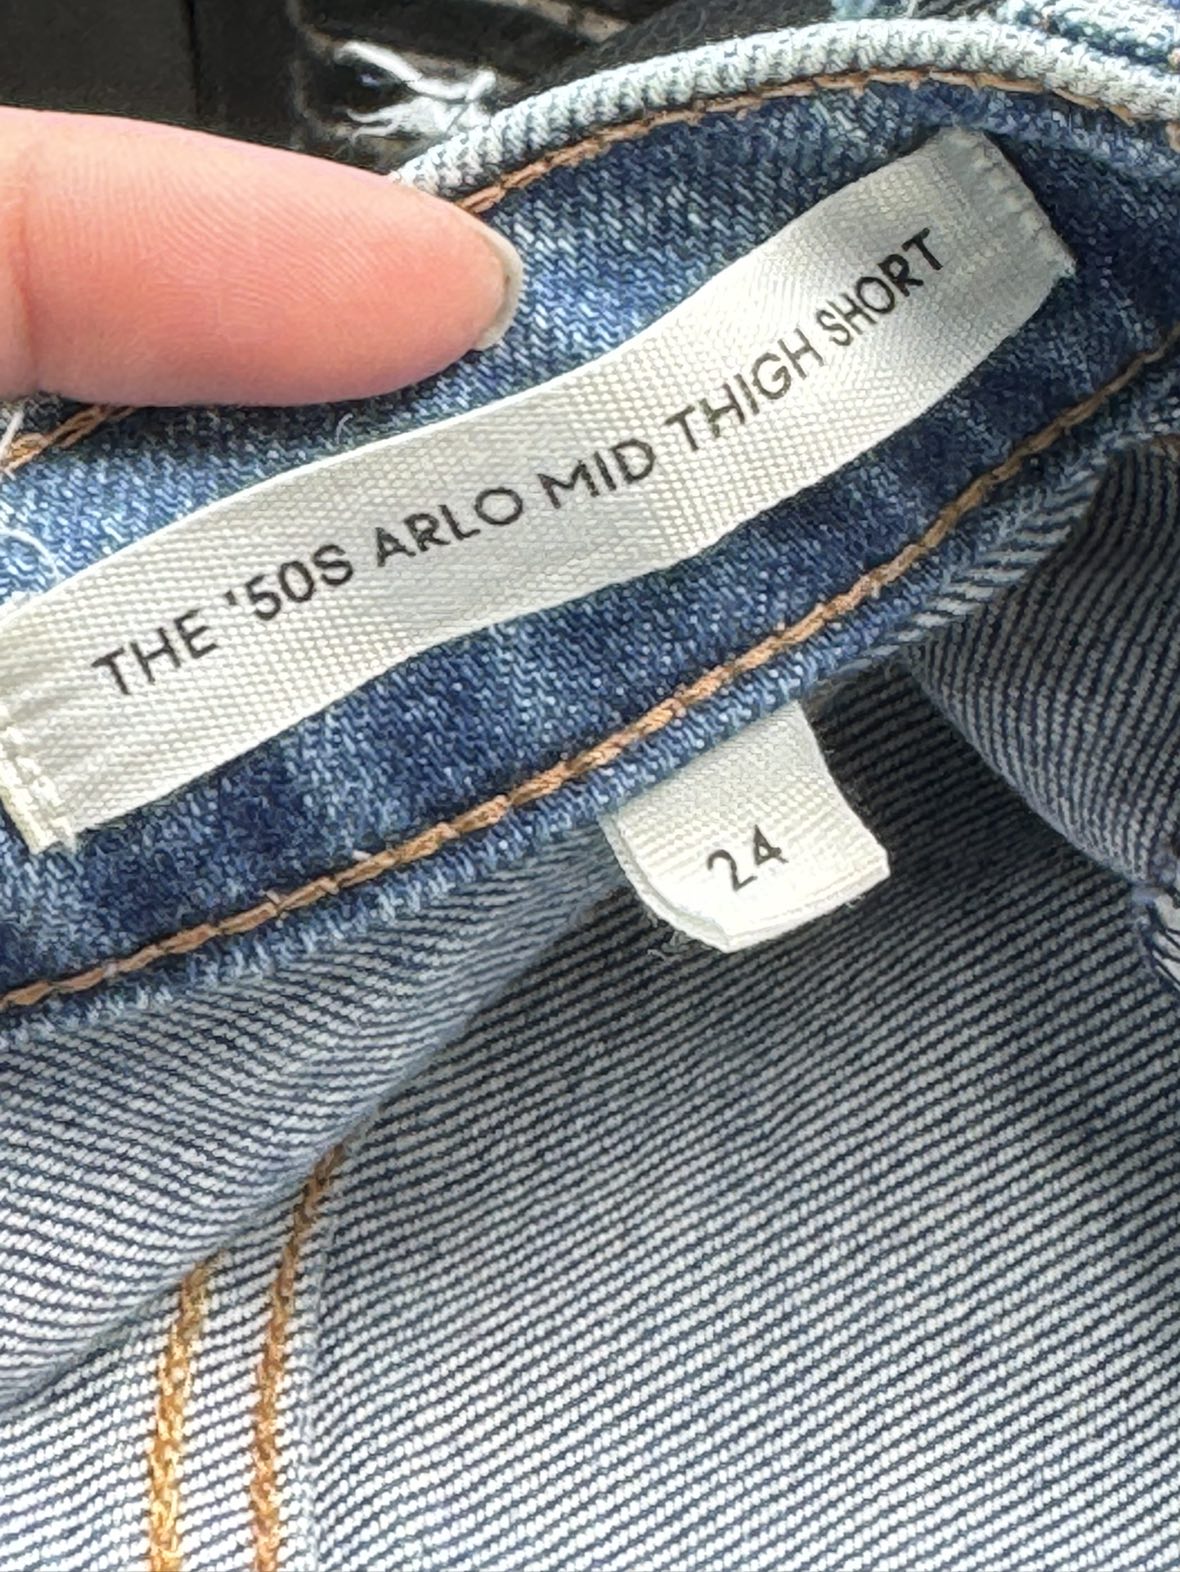 THE '50S ARLO MID THIGH SHORT
24